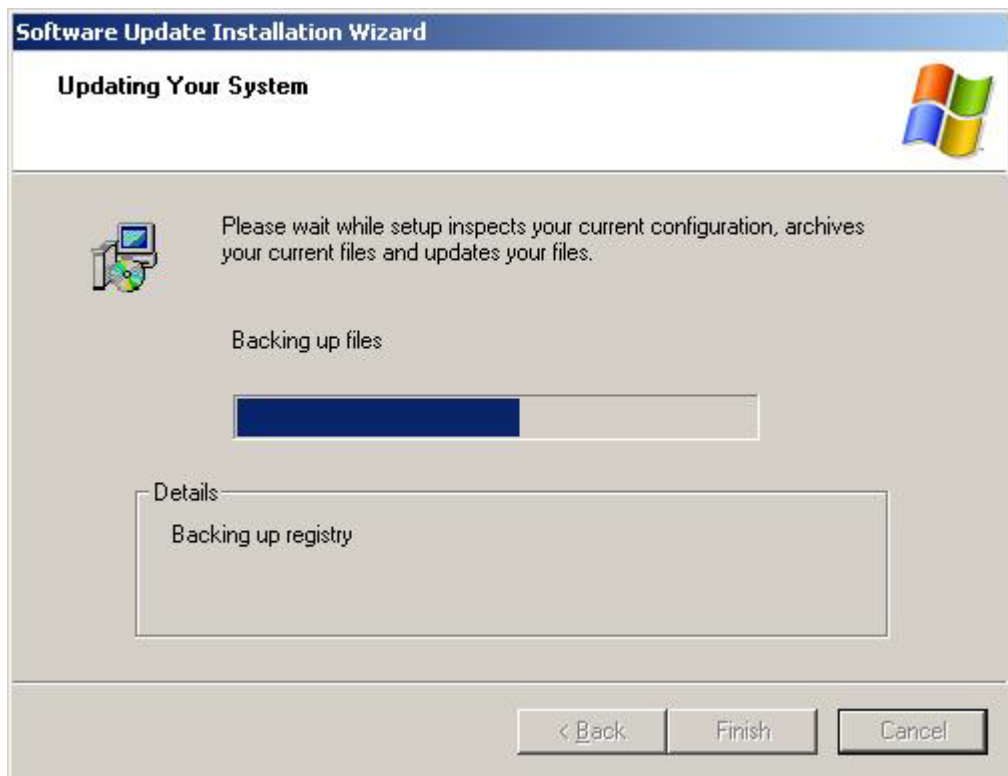 Software Update Installation Wizard
Updating Your System
Please wait while setup inspects your current configuration, archives
your current files and updates your files.
Backing up files
Details
Backing up registry
< Back
Finish
Cancel